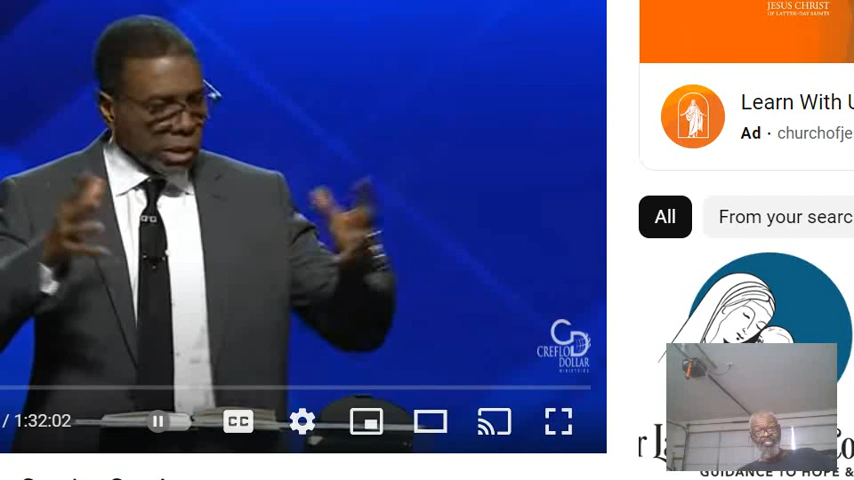 JESUS CHRIST
OF LATTER-DAY SAINTS
Learn With
Ad · churchofje
All
From your searc
CREFLO
DOLLAR
MINISTRIES
/ 1:32:02
CC
GUIDANCE TO HOPE &